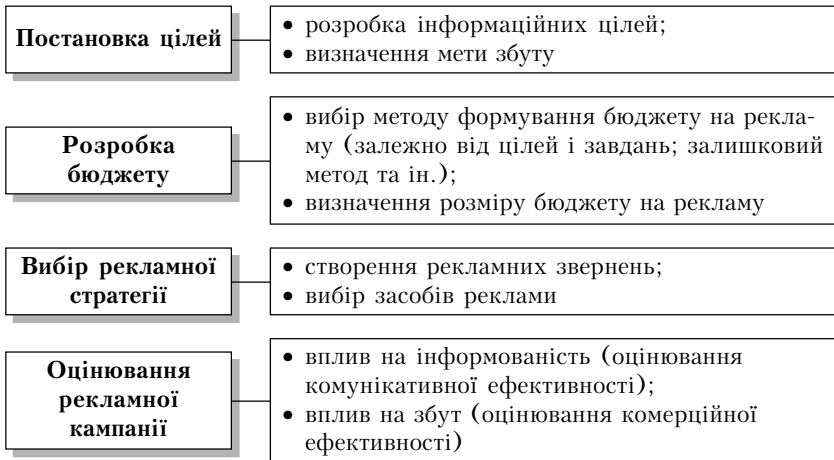 Постановка цілей
• розробка інформаційних цілей;
• визначення мети збуту
Розробка
бюджету
• вибір методу формування бюджету на рекла-
му (залежно від цілей і завдань; залишковий
метод та ін.);
• визначення розміру бюджету на рекламу
Вибір рекламної
стратегії
• створення рекламних звернень;
• вибір засобів реклами
Оцінювання
рекламної
кампанії
• вплив на інформованість (оцінювання
комунікативної ефективності);
• вплив на збут (оцінювання комерційної
ефективності)